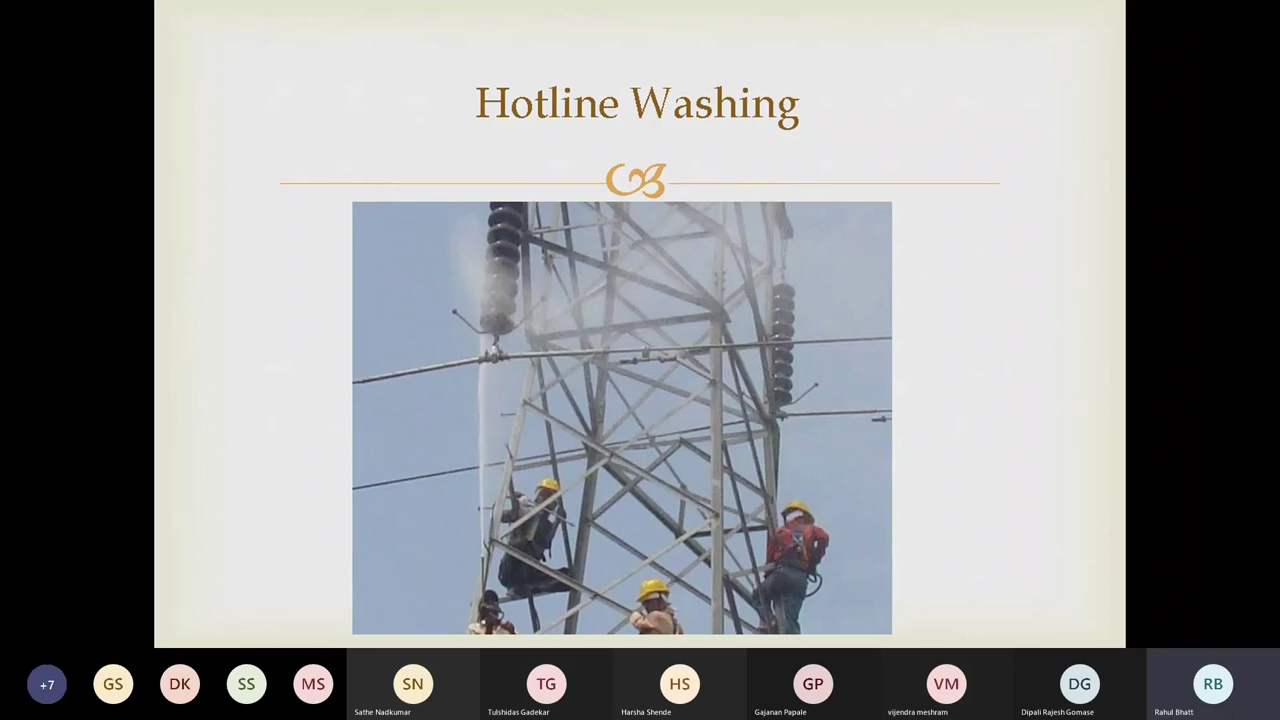 Hotline Washing
+7
GS
DK
SS
MS
SN
TG
HS
GP
VM
DG
RB
Sathe Nadkumar
Tulshidas Gadekar
Harsha Shende
Gajanan Papale
vijendra meshram
Dipali Rajesh Gomase
Rahul Bhatt